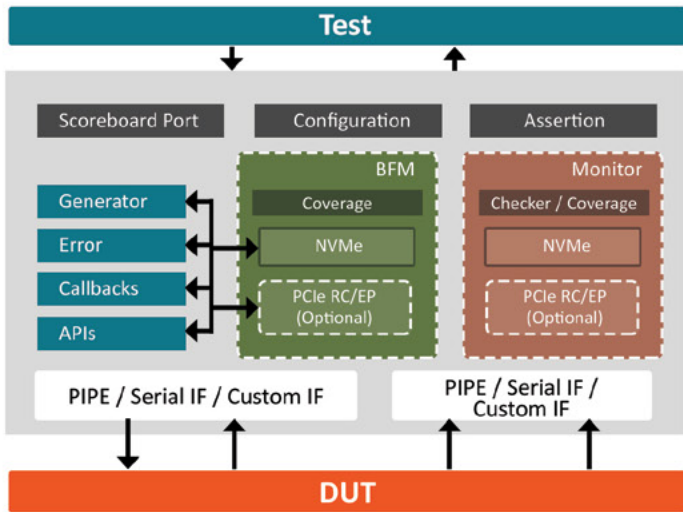 Test
Scoreboard Port
Configuration
Assertion
BFM
Monitor
Generator
Error
Callbacks
APIs
Coverage
NVMe
PCIe RC/EP
(Optional)
Checker / Coverage
NVMe
PCIe RC/EP
(Optional)
PIPE / Serial IF / Custom IF
PIPE / Serial IF /
Custom IF
DUT